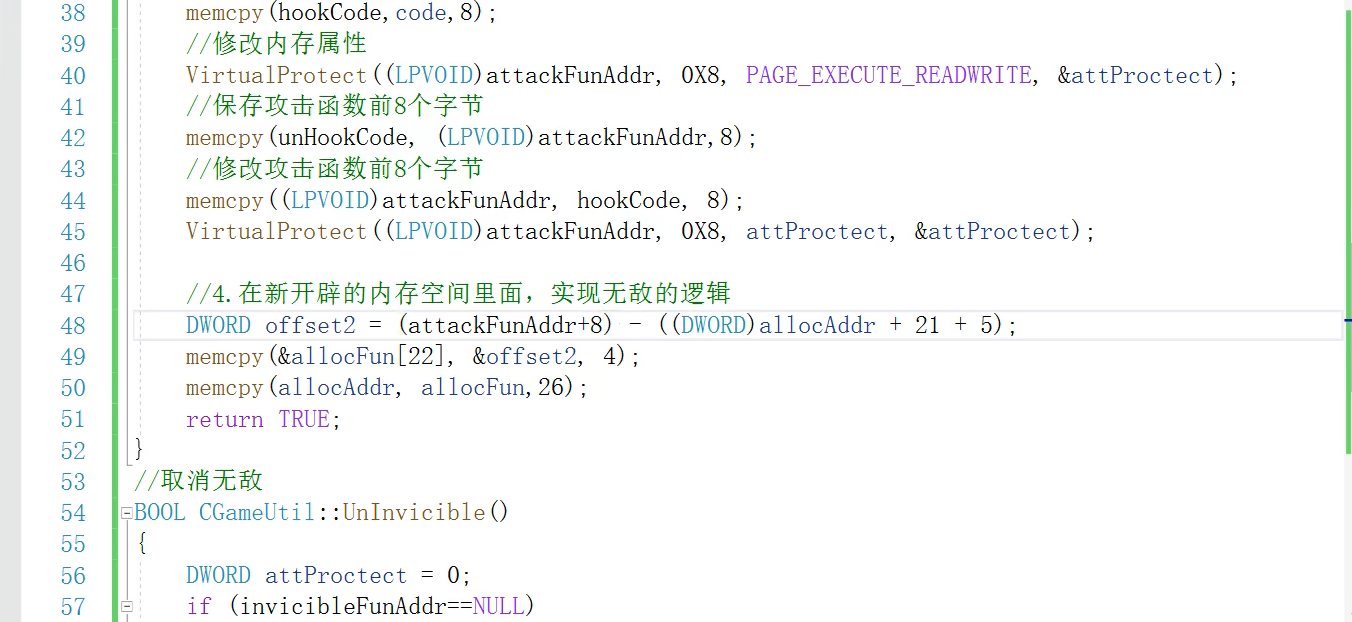 38 memcpy(hookCode,code,8);
39 //修改内存属性
40 VirtualProtect((LPVOID)attackFunAddr, 0X8, PAGE_EXECUTE_READWRITE, &attProctect);
41 //保存攻击函数前8个字节
42 memcpy(unHookCode, (LPVOID)attackFunAddr,8);
43 //修改攻击函数前8个字节
44 memcpy((LPVOID)attackFunAddr, hookCode, 8);
45 VirtualProtect((LPVOID)attackFunAddr, 0X8, attProctect, &attProctect);
46
47 //4.在新开辟的内存空间里面，实现无敌的逻辑
48 DWORD offset2 = (attackFunAddr+8) - ((DWORD)allocAddr + 21 + 5);
49 memcpy(&allocFun[22], &offset2, 4);
50 memcpy(allocAddr, allocFun,26);
51 return TRUE;
52 }
53 //取消无敌
54 BOOL CGameUtil::UnInvicible()
55 {
56 DWORD attProctect = 0;
57 if (invicibleFunAddr==NULL)